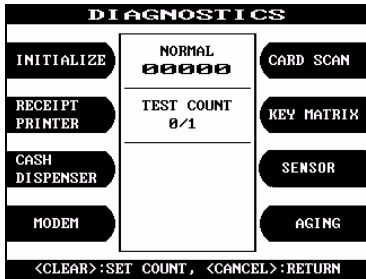 DIAGNOSTICS
INITIALIZE
NORMAL
00000
CARD SCAN
RECEIPT
PRINTER
TEST COUNT
0/1
KEY MATRIX
CASH
DISPENSER
SENSOR
MODEM
AGING
<CLEAR>:SET COUNT, <CANCEL>:RETURN